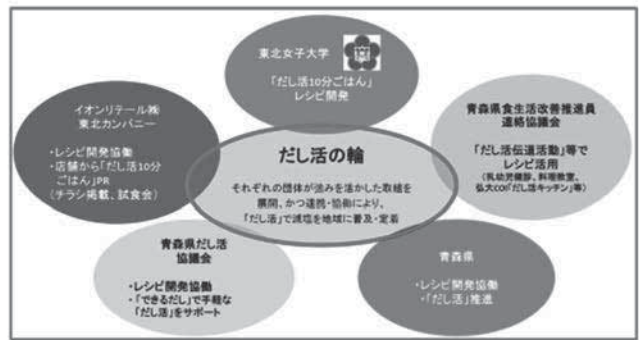 東北女子大学
「だし活10分ごはん」
レシピ開発
イオンリテール㈱
東北カンパニー
・レシピ開発協働
・店舗から「だし活10分
ごはん」PR
(チラシ掲載、試食会)
青森県食生活改善推進員
連絡協議会
「だし活伝道活動」等で
レシピ活用
(乳幼児健診、料理教室、
弘大COI「だし活キッチン」等)
だし活の輪
それぞれの団体が強みを活かした取組を
展開、かつ連携・協働により、
「だし活」で減塩を地域に普及・定着
青森県だし活
協議会
・レシピ開発協働
・「できるだし」で手軽な
「だし活」をサポート
青森県
・レシピ開発協働
・「だし活」推進